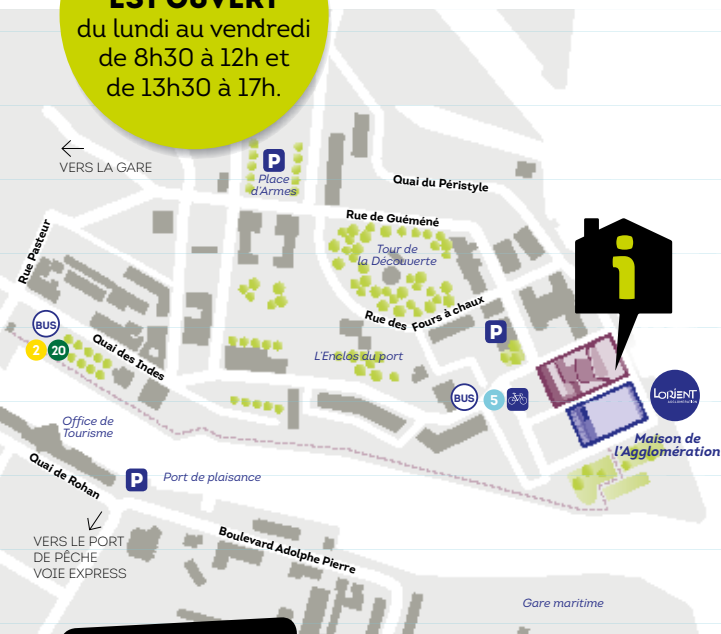 EST OUVERT
du lundi au vendredi
de 8h30 à 12h et
de 13h30 à 17h.
VERS LA GARE
P
Place
d'Armes
Quai du Péristyle
Rue de Guéméné
Rue Pasteur
Tour de
la Découverte
i
Rue des Fours à chaux
BUS
2 20
Quai des Indes
P
L'Enclos du port
BUS 5
LORIENT
AGGLOMÉRATION
Maison de
l'Agglomération
Office de
Tourisme
Quai de Rohan
P
Port de plaisance
VERS LE PORT
DE PÊCHE
VOIE EXPRESS
Boulevard Adolphe Pierre
Gare maritime